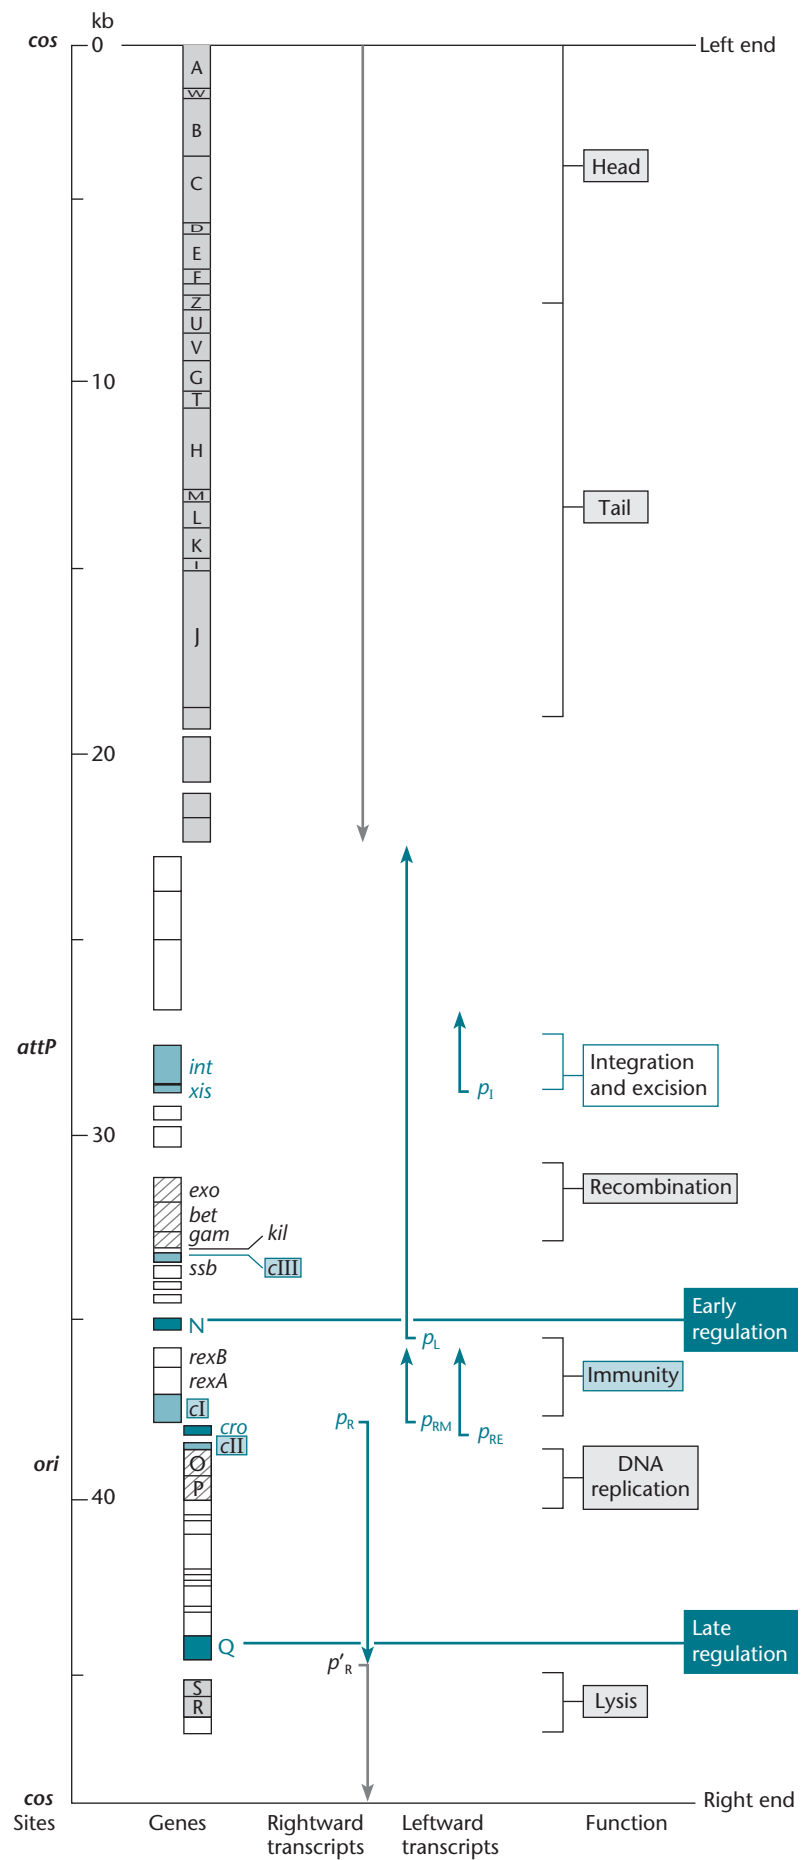 kb
cos
0
Left end
A
W
B
Head
C
D
E
F
Z
U
V
G
10
T
H
M
Tail
L
K
I
J
20
attP
int
xis
pI
Integration
and excision
30
exo
bet
gam
kil
ssb
cIII
Recombination
N
Early
regulation
pL
rexB
rexA
Immunity
cI
cro
pR
pRM
pRE
cII
ori
O
P
DNA
replication
40
Q
Late
regulation
p′R
S
R
Lysis
cos
Right end
Sites
Genes
Rightward
transcripts
Leftward
transcripts
Function